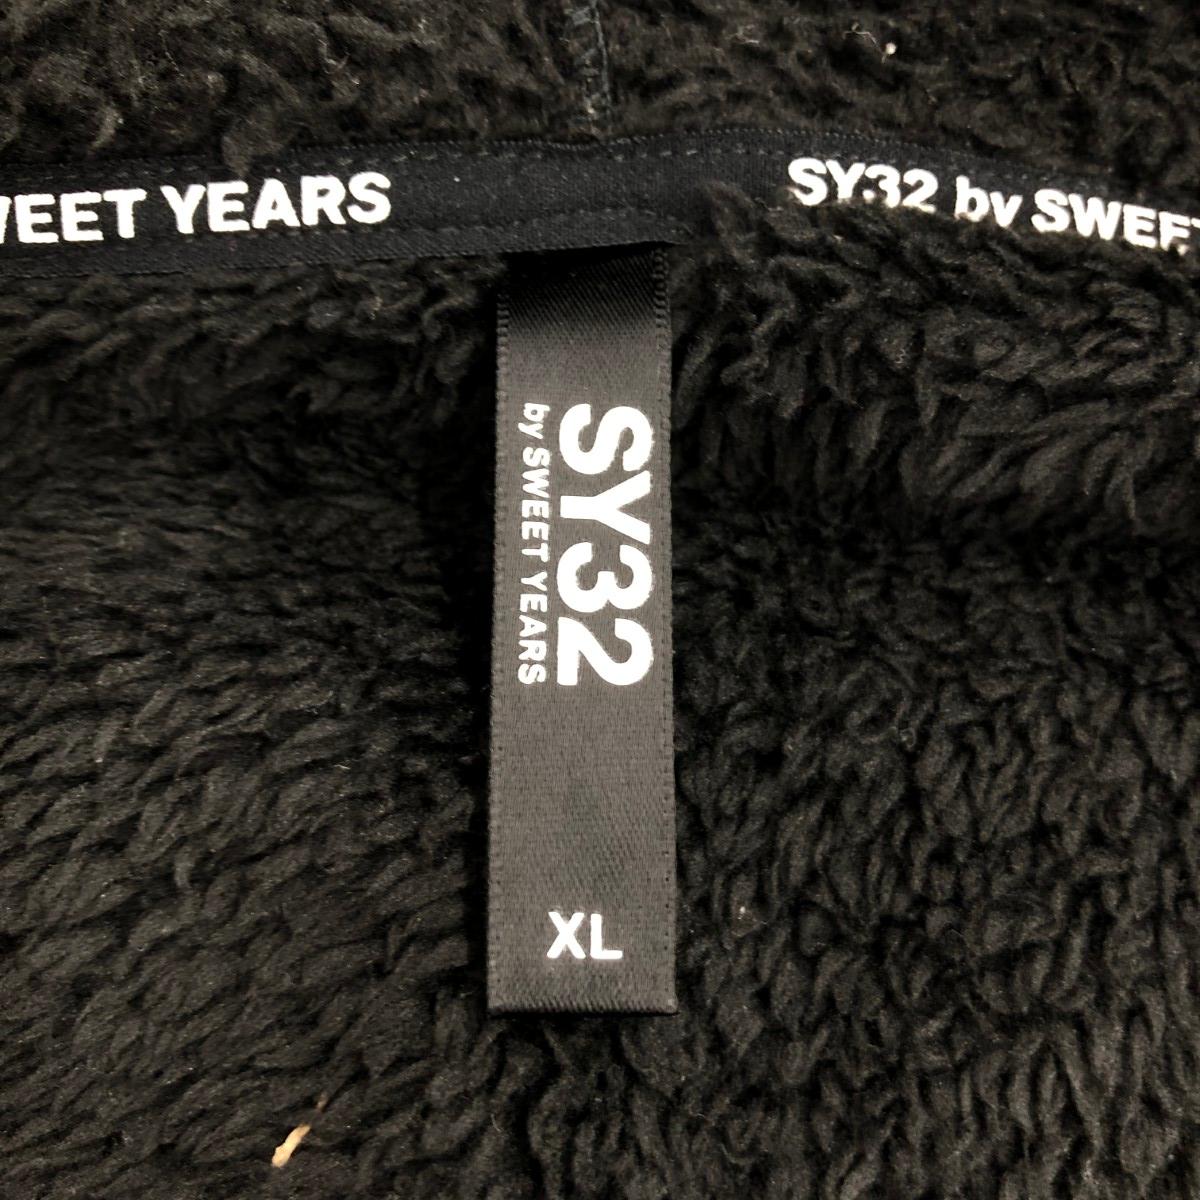 WEET YEARS
SY32 by SWEET
SY32
by SWEET YEARS
XL